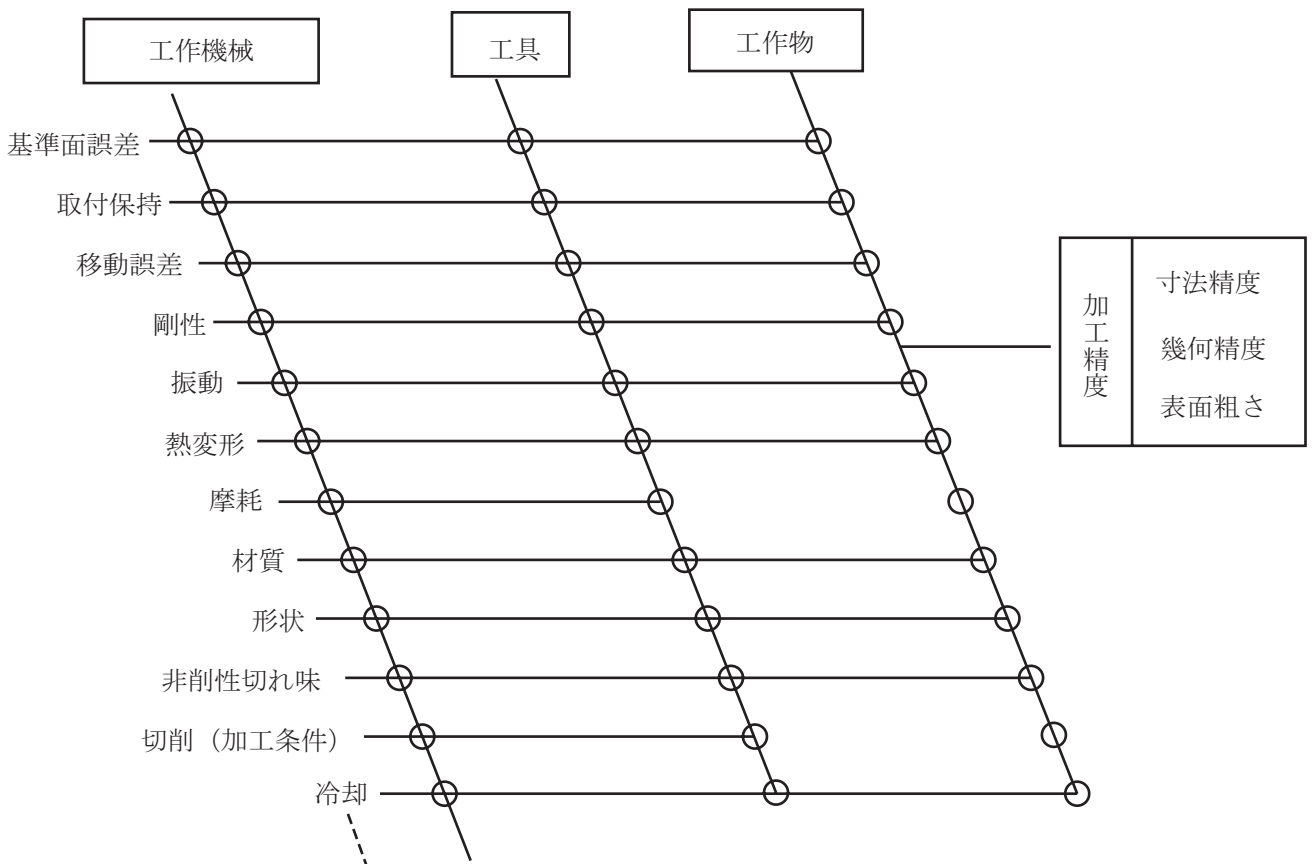 工作機械
工具
工作物
基準面誤差
取付保持
移動誤差
剛性
振動
熱変形
摩耗
材質
形状
非削性切れ味
切削（加工条件）
冷却
加工精度
寸法精度
幾何精度
表面粗さ